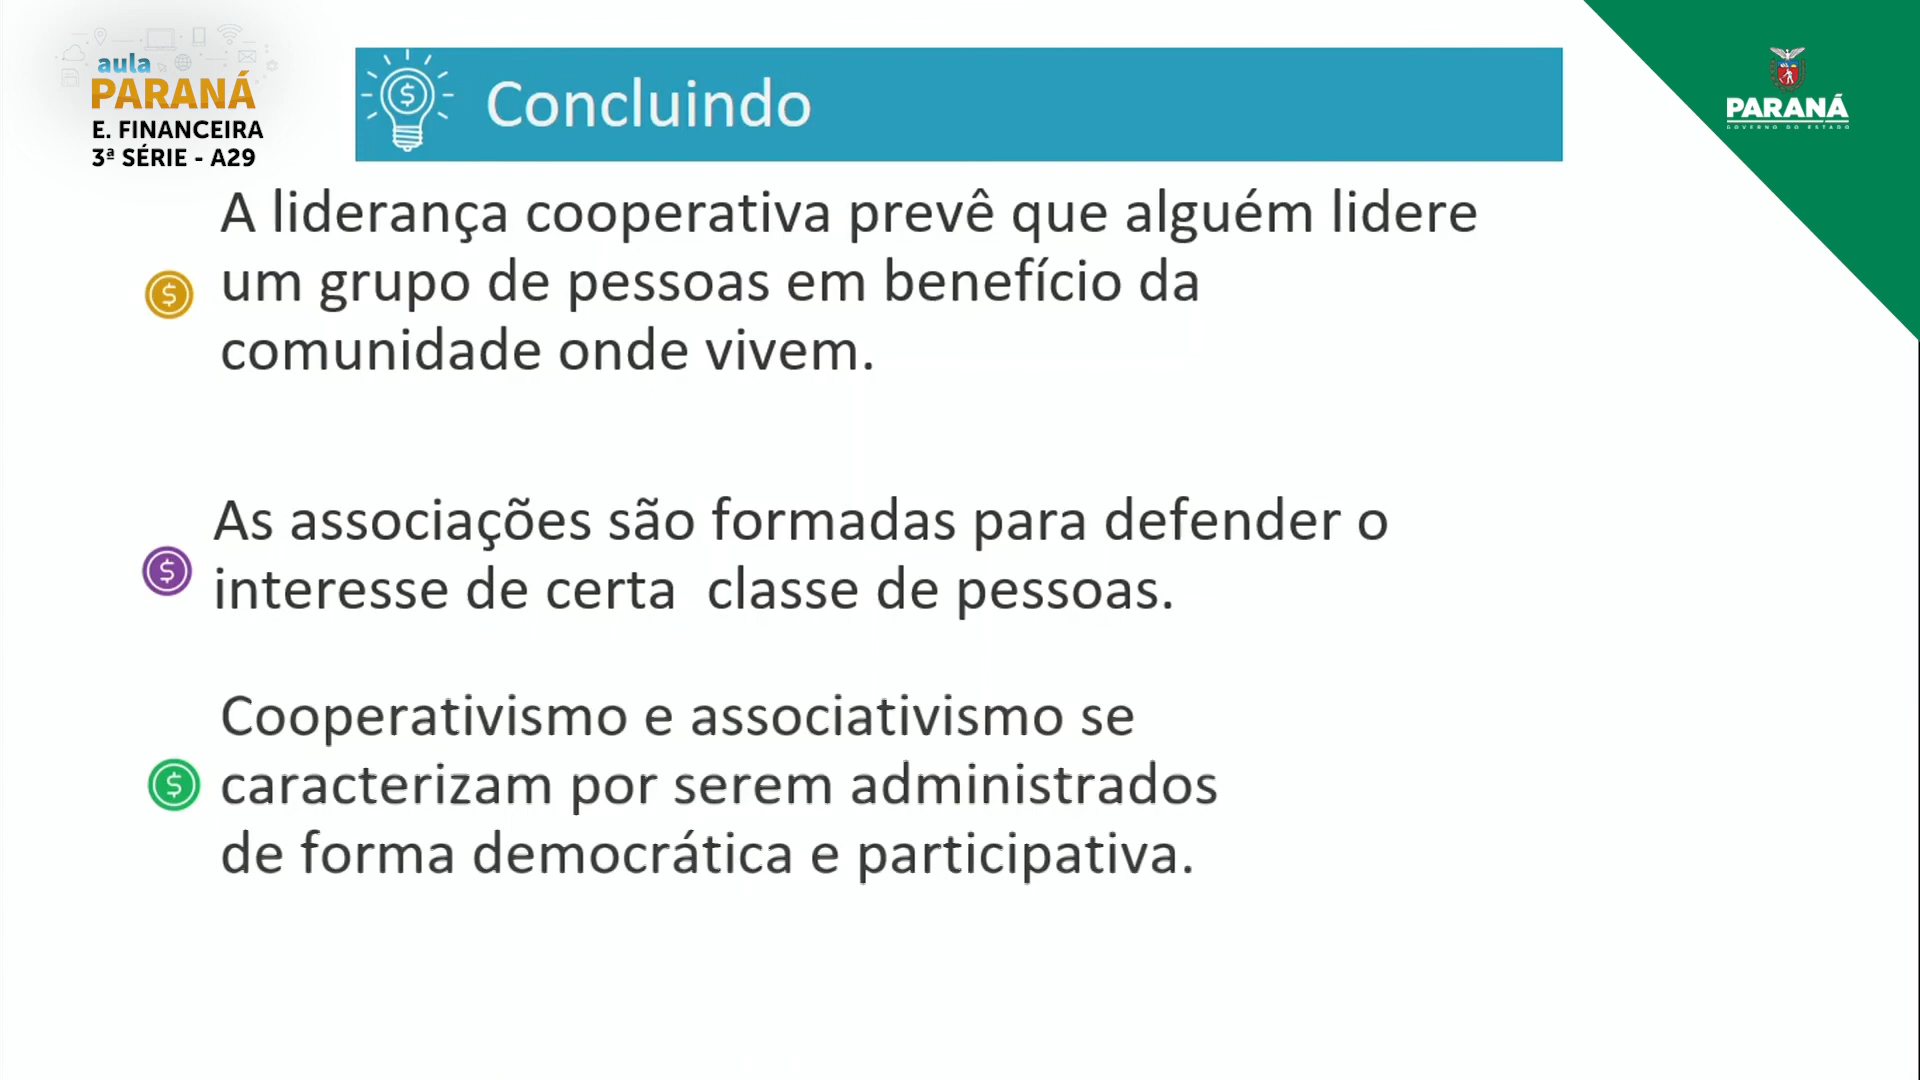 aula
PARANÁ
E. FINANCEIRA
3ª SÉRIE - A29
Concluindo
PARANÁ
GOVERNO DO ESTADO
A liderança cooperativa prevê que alguém lidere
um grupo de pessoas em benefício da
comunidade onde vivem.
As associações são formadas para defender o
interesse de certa  classe de pessoas.
Cooperativismo e associativismo se
caracterizam por serem administrados
de forma democrática e participativa.